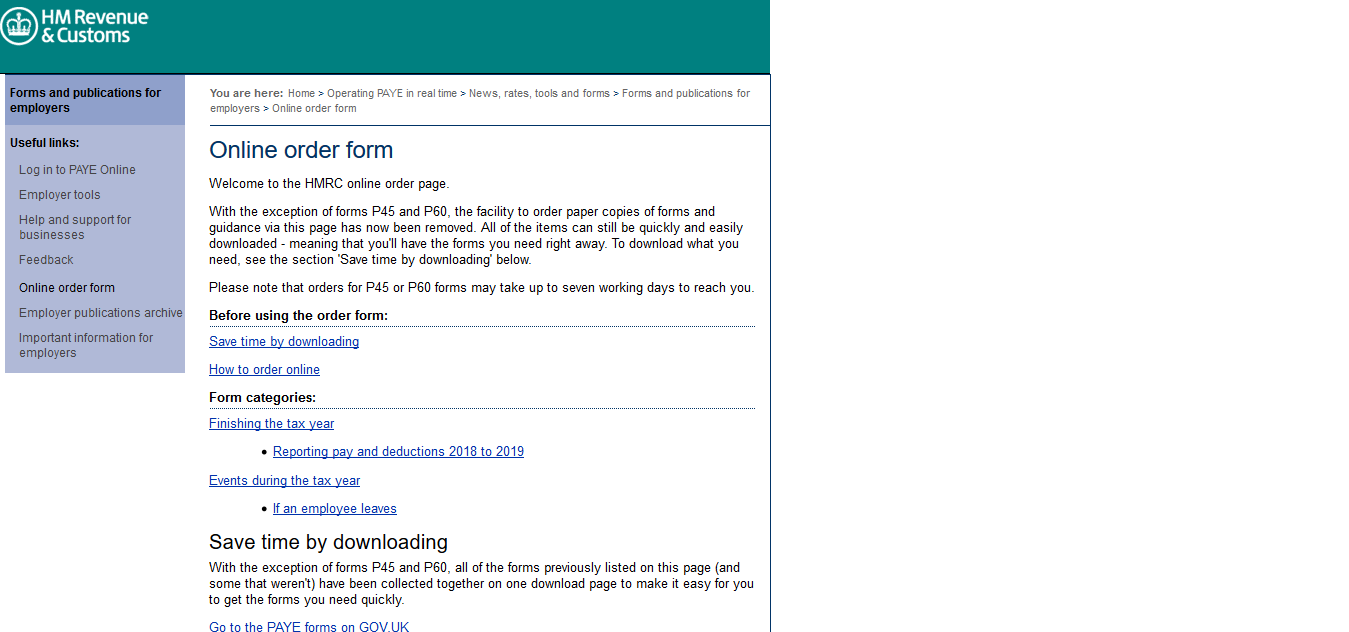 HM Revenue
& Customs
Forms and publications for
employers
Useful links:
Log in to PAYE Online
Employer tools
Help and support for
businesses
Feedback
Online order form
Employer publications archive
Important information for
employers
You are here: Home > Operating PAYE in real time > News, rates, tools and forms > Forms and publications for
employers > Online order form
Online order form
Welcome to the HMRC online order page.
With the exception of forms P45 and P60, the facility to order paper copies of forms and
guidance via this page has now been removed. All of the items can still be quickly and easily
downloaded - meaning that you'll have the forms you need right away. To download what you
need, see the section 'Save time by downloading' below.
Please note that orders for P45 or P60 forms may take up to seven working days to reach you.
Before using the order form:
Save time by downloading
How to order online
Form categories:
Finishing the tax year
• Reporting pay and deductions 2018 to 2019
Events during the tax year
• If an employee leaves
Save time by downloading
With the exception of forms P45 and P60, all of the forms previously listed on this page (and
some that weren't) have been collected together on one download page to make it easy for you
to get the forms you need quickly.
Go to the PAYE forms on GOV.UK